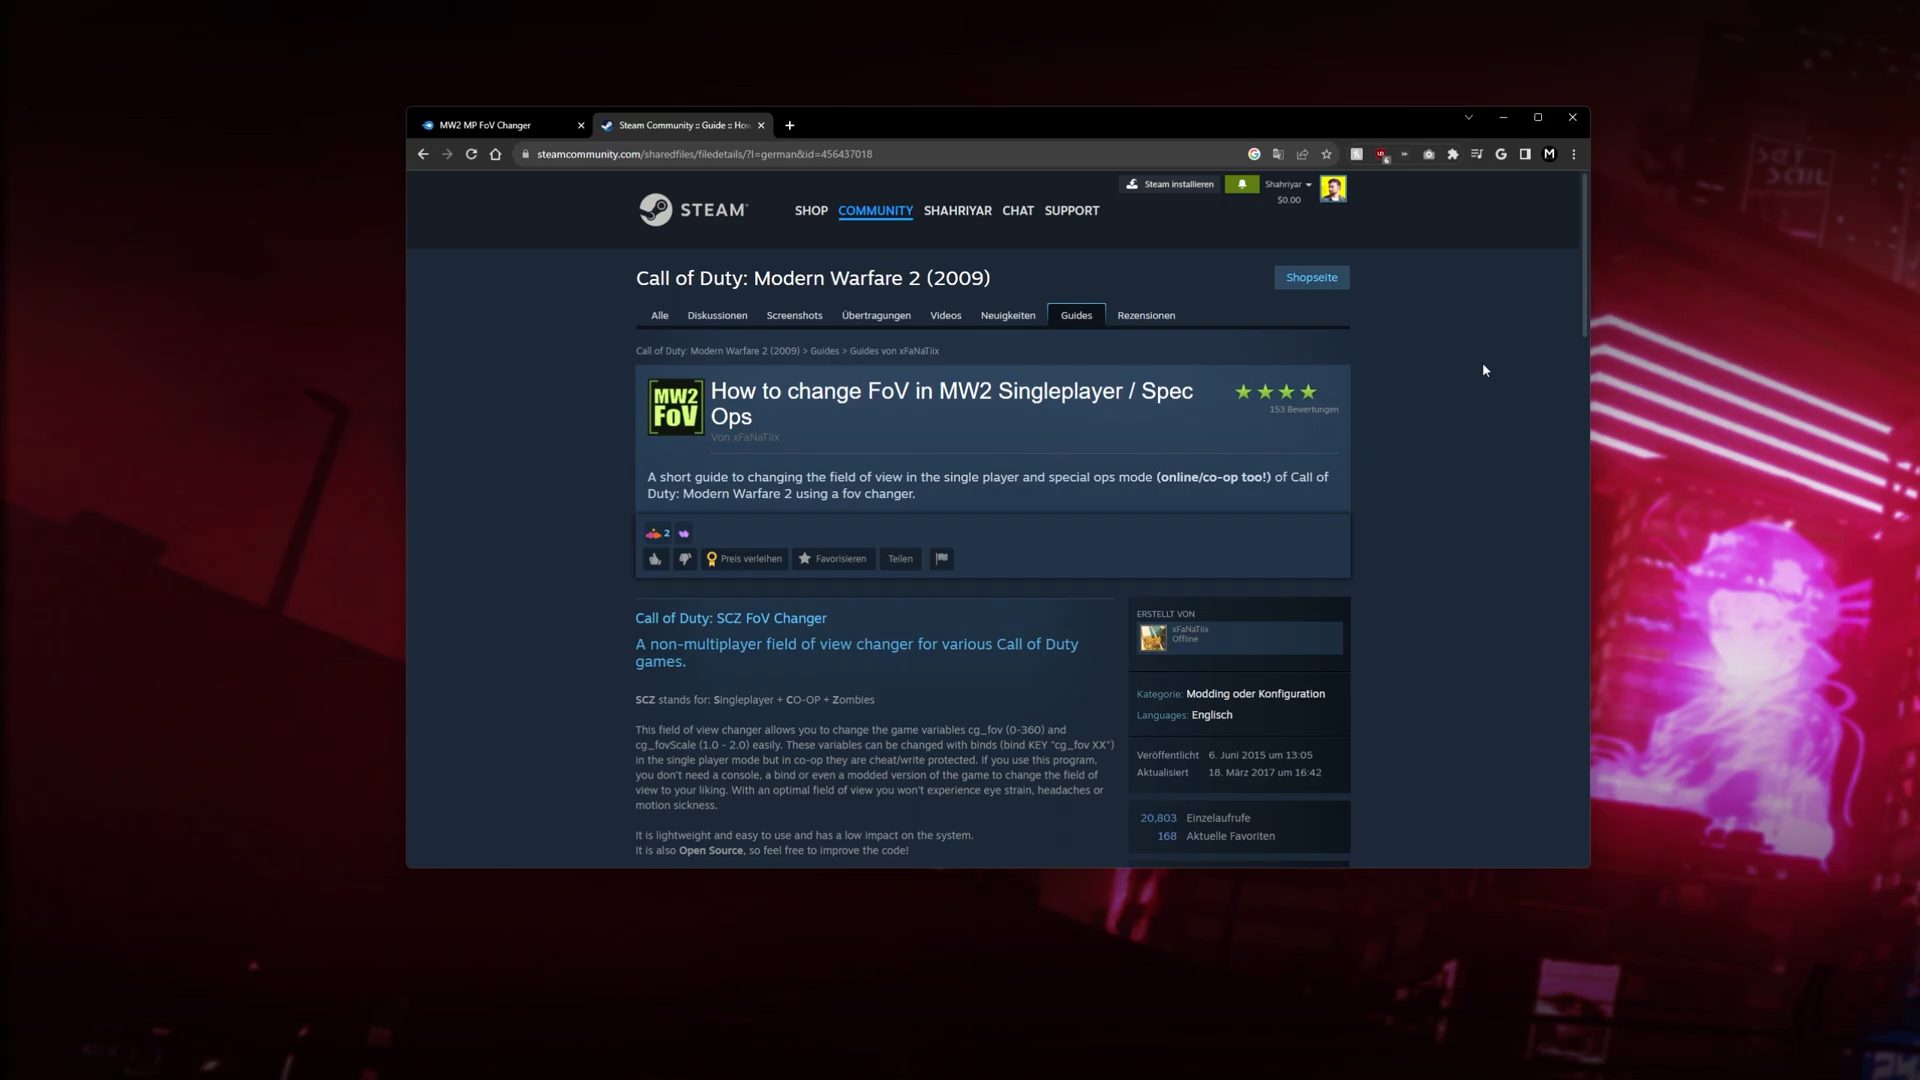 MW2 MP FoV Changer
Steam Community :: Guide :: How
steamcommunity.com/sharedfiles/filedetails/?l=german&id=456437018
Steam installieren
Shahriyar
$0.00
STEAM
SHOP COMMUNITY SHAHRIYAR CHAT SUPPORT
Call of Duty: Modern Warfare 2 (2009)
Shopseite
Alle Diskussionen Screenshots Übertragungen Videos Neuigkeiten Guides Rezensionen
Call of Duty: Modern Warfare 2 (2009) > Guides > Guides von xFaNaTiix
MW2
FoV
How to change FoV in MW2 Singleplayer / Spec
Ops
Von xFaNaTiix
153 Bewertungen
A short guide to changing the field of view in the single player and special ops mode (online/co-op too!) of Call of
Duty: Modern Warfare 2 using a fov changer.
2
Preis verleihen Favorisieren Teilen
Call of Duty: SCZ FoV Changer
A non-multiplayer field of view changer for various Call of Duty
games.
SCZ stands for: Singleplayer + CO-OP + Zombies
This field of view changer allows you to change the game variables cg_fov (0-360) and
cg_fovScale (1.0 - 2.0) easily. These variables can be changed with binds (bind KEY "cg_fov XX")
in the single player mode but in co-op they are cheat/write protected. If you use this program,
you don't need a console, a bind or even a modded version of the game to change the field of
view to your liking. With an optimal field of view you won't experience eye strain, headaches or
motion sickness.
It is lightweight and easy to use and has a low impact on the system.
It is also Open Source, so feel free to improve the code!
ERSTELLT VON
xFaNaTiix
Offline
Kategorie: Modding oder Konfiguration
Languages: Englisch
Veröffentlicht 6. Juni 2015 um 13:05
Aktualisiert 18. März 2017 um 16:42
20,803 Einzelaufrufe
168 Aktuelle Favoriten